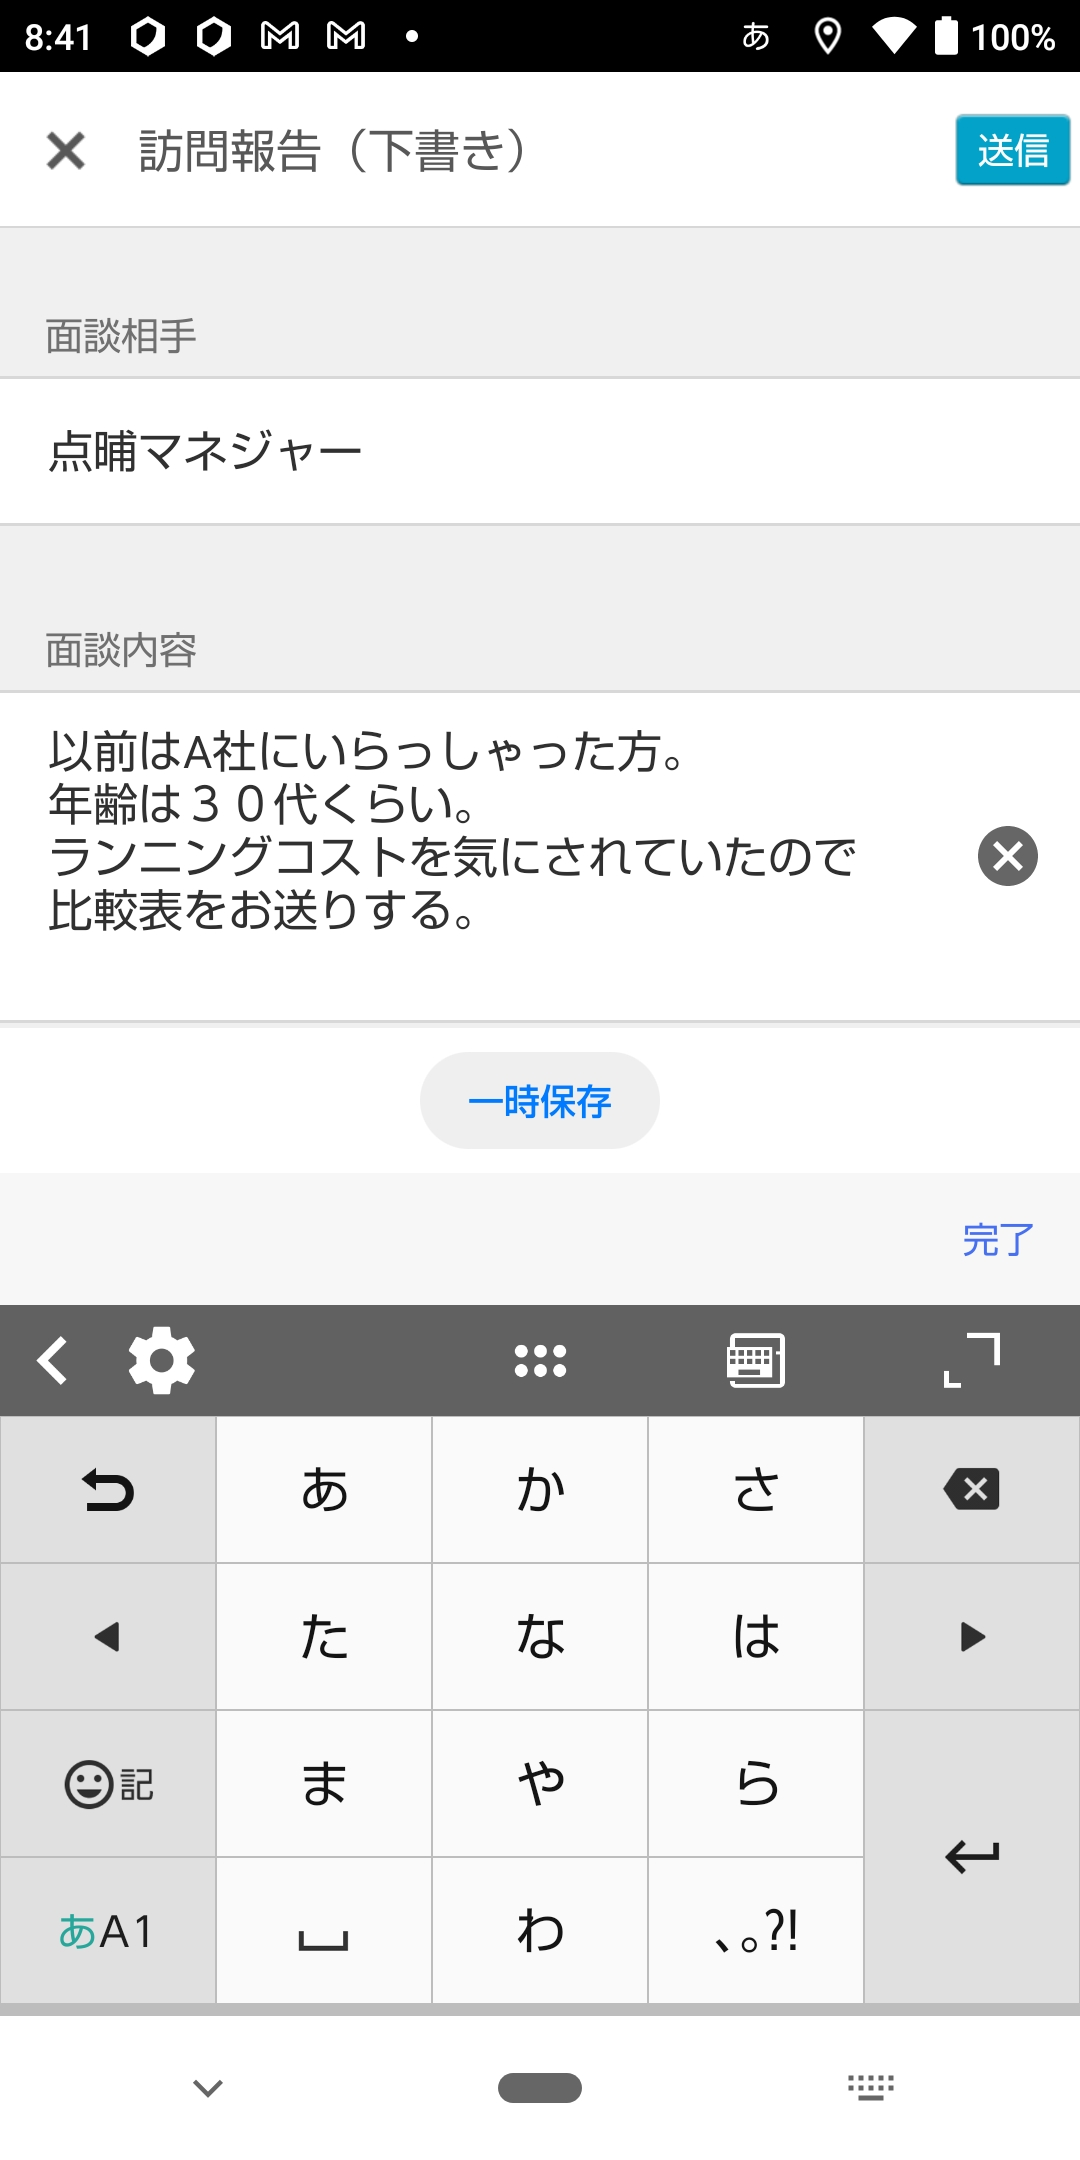 8:41
あ
100%
訪問報告（下書き）
送信
面談相手
点晡マネジャー
面談内容
以前はA社にいらっしゃった方。
年齢は３０代くらい。
ランニングコストを気にされていたので
比較表をお送りする。
一時保存
完了
あ
か
さ
た
な
は
記
ま
や
ら
あA1
わ
、。?!